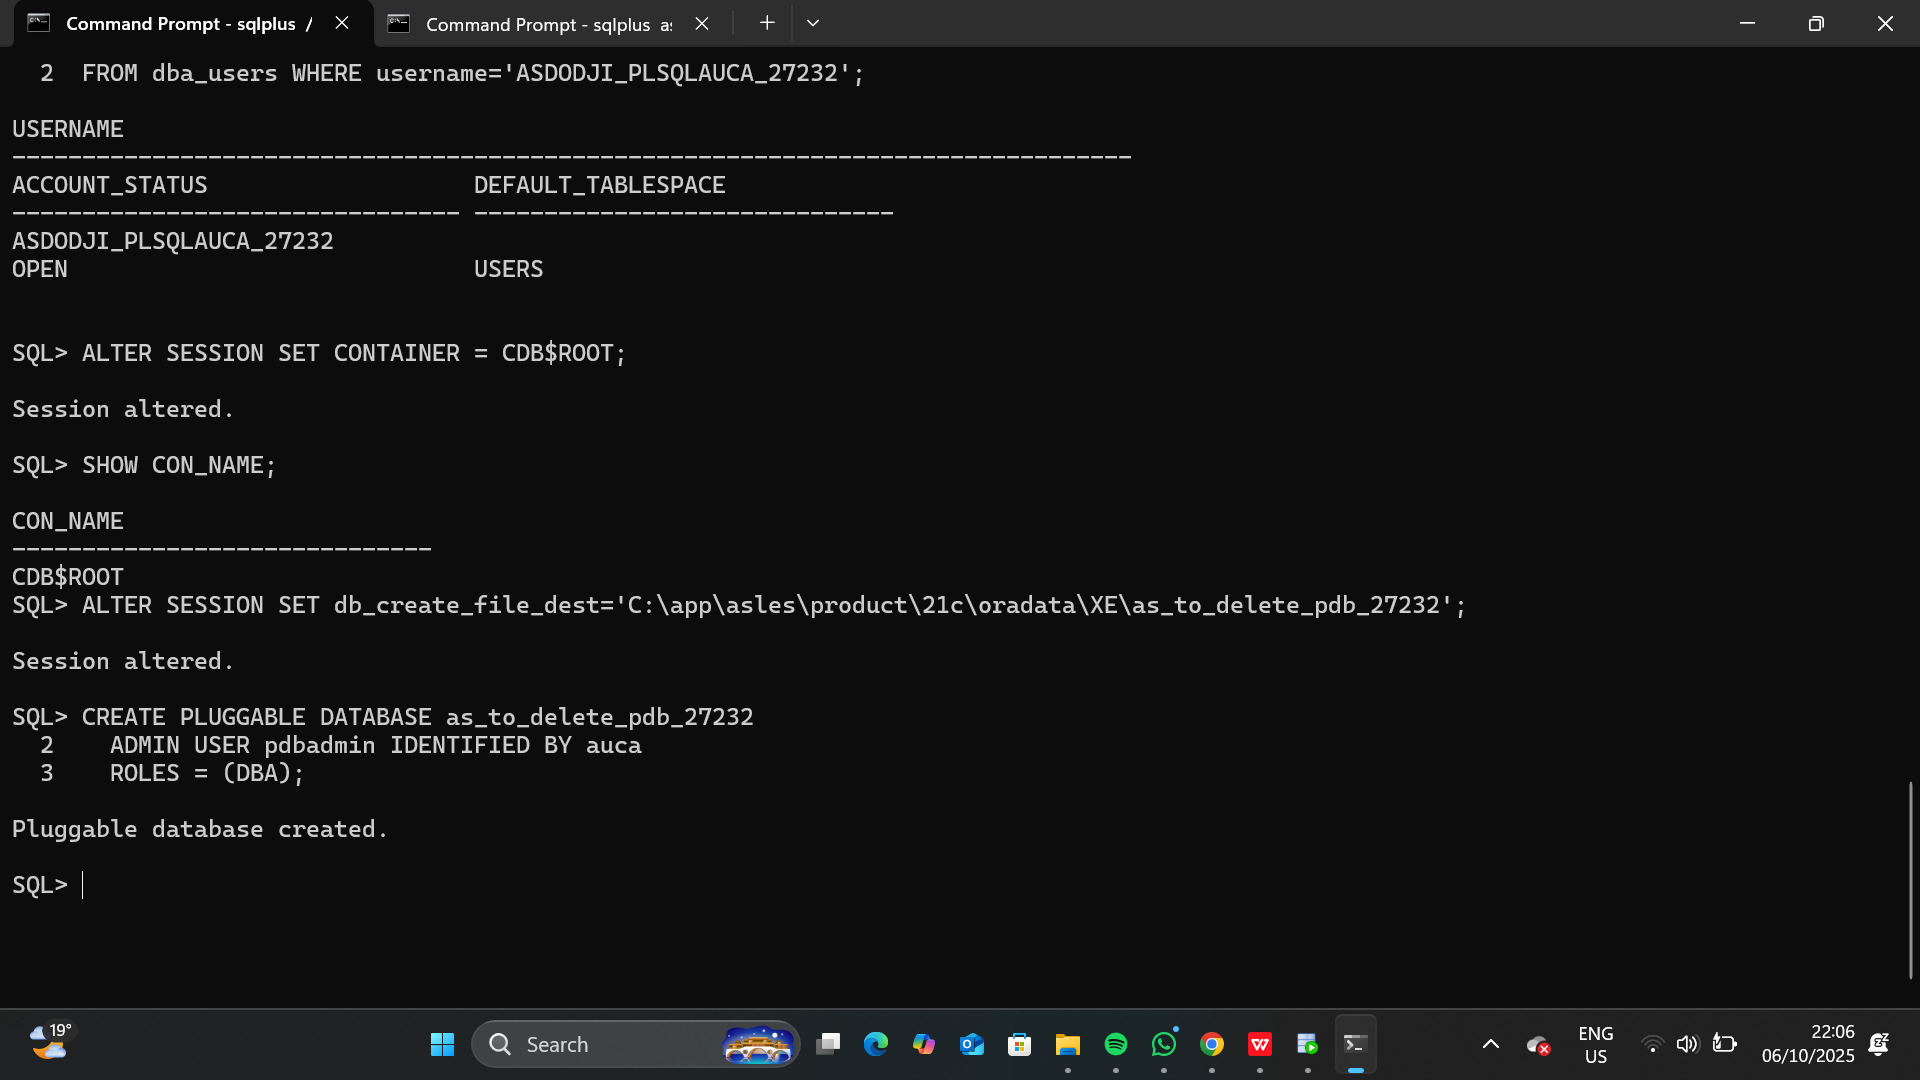 Command Prompt - sqlplus /
Command Prompt - sqlplus as
2 FROM dba_users WHERE username='ASDODJI_PLSQLAUCA_27232';
USERNAME
--------------------------------------------------------------------------------
ACCOUNT_STATUS DEFAULT_TABLESPACE
-------------------------------- ------------------------------
ASDODJI_PLSQLAUCA_27232
OPEN USERS
SQL> ALTER SESSION SET CONTAINER = CDB$ROOT;
Session altered.
SQL> SHOW CON_NAME;
CON_NAME
------------------------------
CDB$ROOT
SQL> ALTER SESSION SET db_create_file_dest='C:\app\asles\product\21c\oradata\XE\as_to_delete_pdb_27232';
Session altered.
SQL> CREATE PLUGGABLE DATABASE as_to_delete_pdb_27232
2 ADMIN USER pdbadmin IDENTIFIED BY auca
3 ROLES = (DBA);
Pluggable database created.
SQL>
19°
Search
ENG
US
22:06
06/10/2025